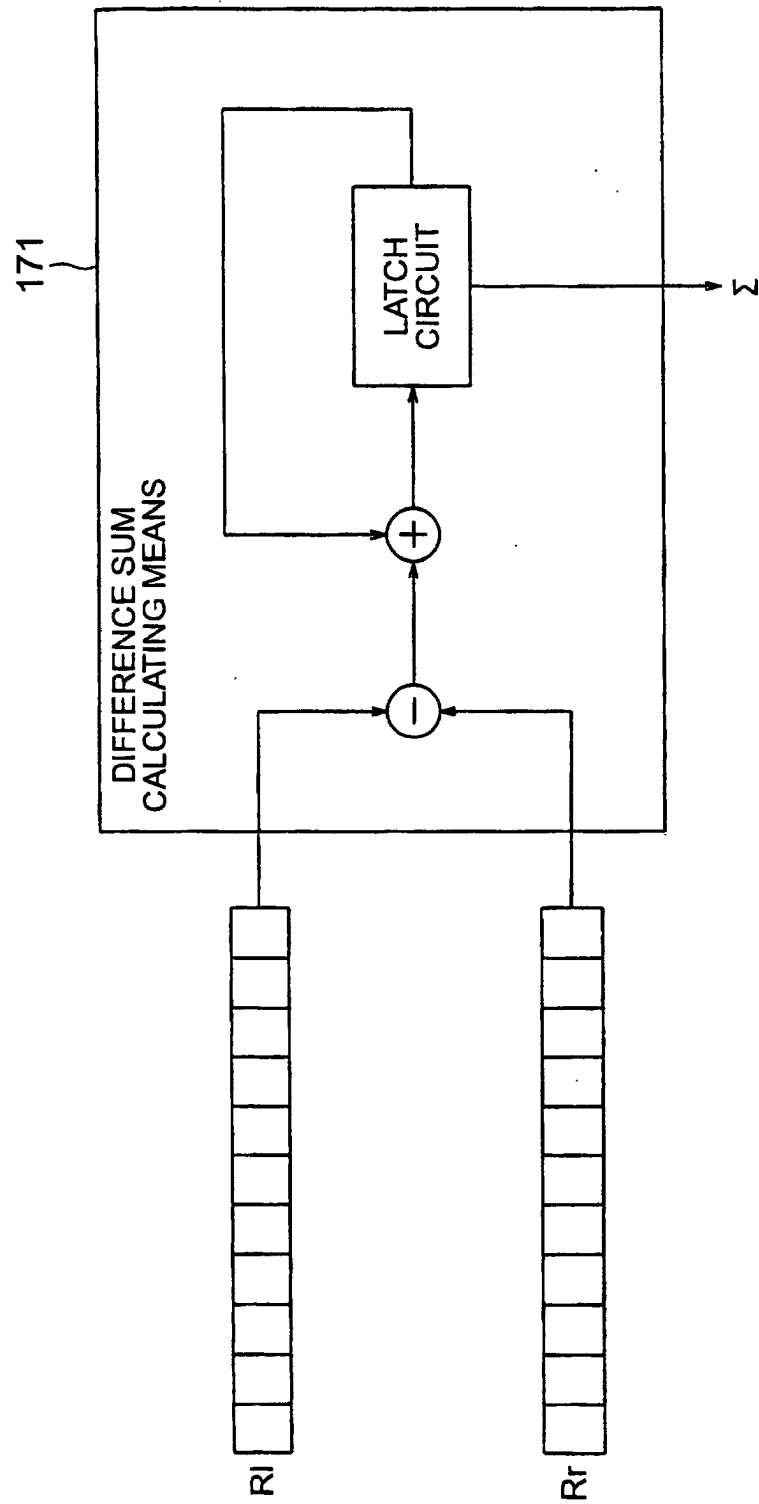 171
DIFFERENCE SUM
CALCULATING MEANS
LATCH
CIRCUIT
+
−
Σ
Rl
Rr